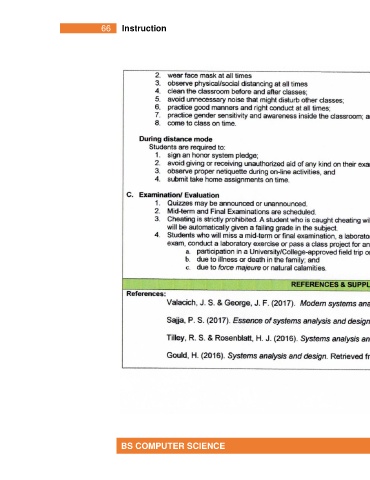 66 Instruction
2. wear face mask at all times
3. observe physical/social distancing at all times
4. clean the classroom before and after classes;
5. avoid unnecessary noise that might disturb other classes;
6. practice good manners and right conduct at all times;
7. practice gender sensitivity and awareness inside the classroom; a
8. come to class on time.
During distance mode
Students are required to:
1. sign an honor system pledge;
2. avoid giving or receiving unauthorized aid of any kind on their exa
3. observe proper netiquette during on-line activities, and
4. submit take home assignments on time.
C. Examination/ Evaluation
1. Quizzes may be announced or unannounced.
2. Mid-term and Final Examinations are scheduled.
3. Cheating is strictly prohibited. A student who is caught cheating wi
will be automatically given a failing grade in the subject.
4. Students who will miss a mid-term or final examination, a laborato
exam, conduct a laboratory exercise or pass a class project for an
a. participation in a University/College-approved field trip o
b. due to illness or death in the family; and
c. due to force majeure or natural calamities.
REFERENCES & SUPPL
References:
Valacich, J. S. & George, J. F. (2017). Modern systems ana
Sajja, P. S. (2017). Essence of systems analysis and design
Tilley, R. S. & Rosenblatt, H. J. (2016). Systems analysis an
Gould, H. (2016). Systems analysis and design. Retrieved fr
BS COMPUTER SCIENCE